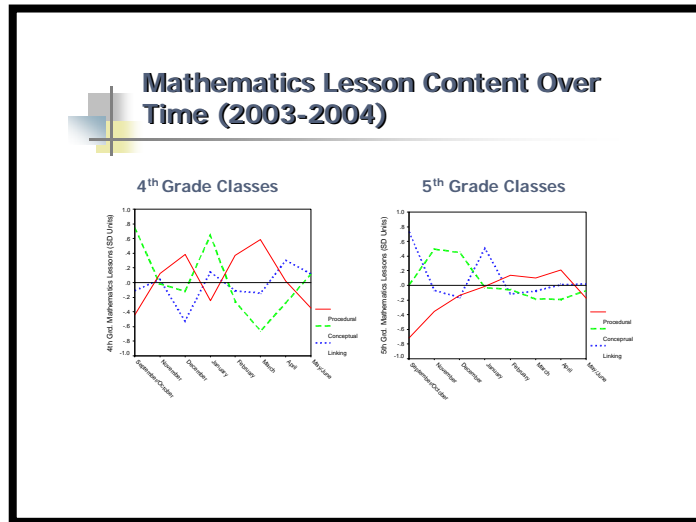 Mathematics Lesson Content Over
Time (2003-2004)
4th Grade Classes
5th Grade Classes
4th Grd. Mathematics Lessons (SD Units)
1.0
.8
.6
.4
.2
.0
-.2
-.4
-.6
-.8
-1.0
September/October
November
December
January
February
March
April
May/June
Procedural
Conceptual
Linking
5th Grd. Mathematics Lessons (SD Units)
1.0
.8
.6
.4
.2
.0
-.2
-.4
-.6
-.8
-1.0
September/October
November
December
January
February
March
April
May/June
Procedural
Conceprual
Linking